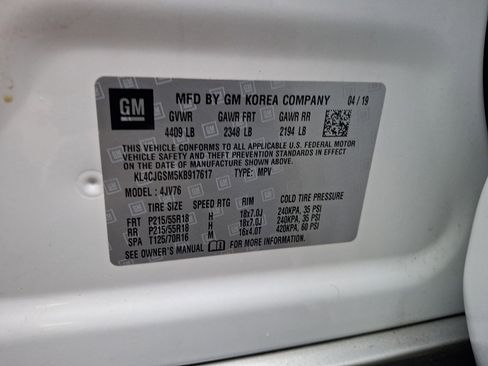 GM
MFD BY GM KOREA COMPANY 04 / 19
GVWR GAWR FRT GAWR RR
4409 LB 2348 LB 2194 LB
THIS VEHICLE CONFORMS TO ALL APPLICABLE U.S. FEDERAL MOTOR
VEHICLE SAFETY, BUMPER, AND THEFT PREVENTION STANDARDS IN
EFFECT ON THE DATE OF MANUFACTURE SHOWN ABOVE.
KL4CJGSM5KB917617 TYPE: MPV
MODEL: 4JV76
TIRE SIZE SPEED RTG RIM COLD TIRE PRESSURE
FRT P215/55R18 H 18x7.0J 240KPA, 35 PSI
RR P215/55R18 H 18x7.0J 240KPA, 35 PSI
SPA T125/70R16 M 16x4.0T 420KPA, 60 PSI
SEE OWNER'S MANUAL FOR MORE INFORMATION.